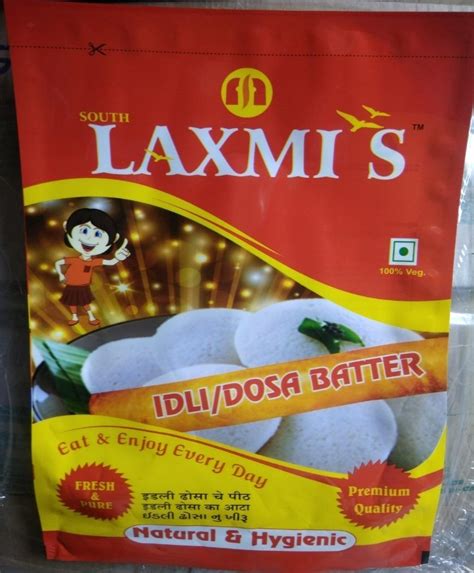 SOUTH
LAXMI'S™
100% Veg.
IDLI/DOSA BATTER
Eat & Enjoy Every Day
FRESH
&
PURE
इडली ढोसा चे पीठ
इडली ढोसा का आटा
ઇડલી ઢોસા નુ ખીરૂ
Premium
Quality
Natural & Hygienic